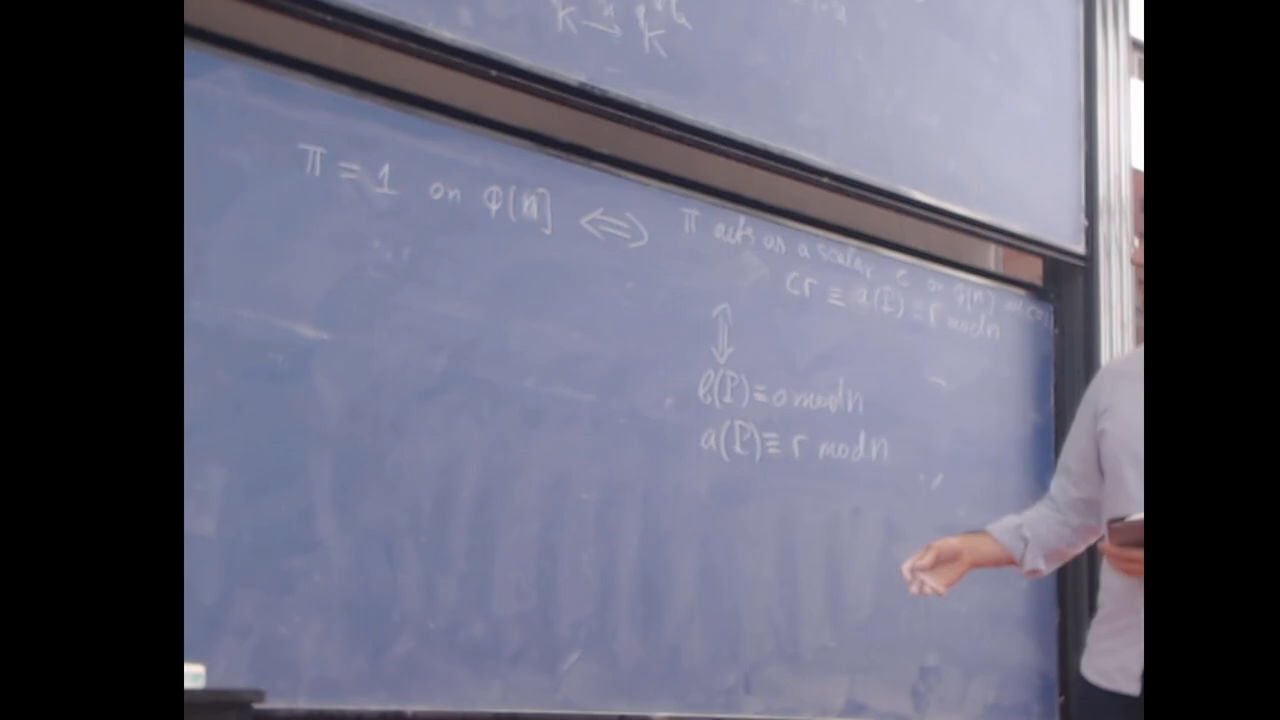 k → k
π = 1 on φ[n] ⇔ π acts as a scalar c on φ[n]
cr ≡ a(P) ≡ r mod n
⇕
b(P) ≡ 0 mod n
a(P) ≡ r mod n